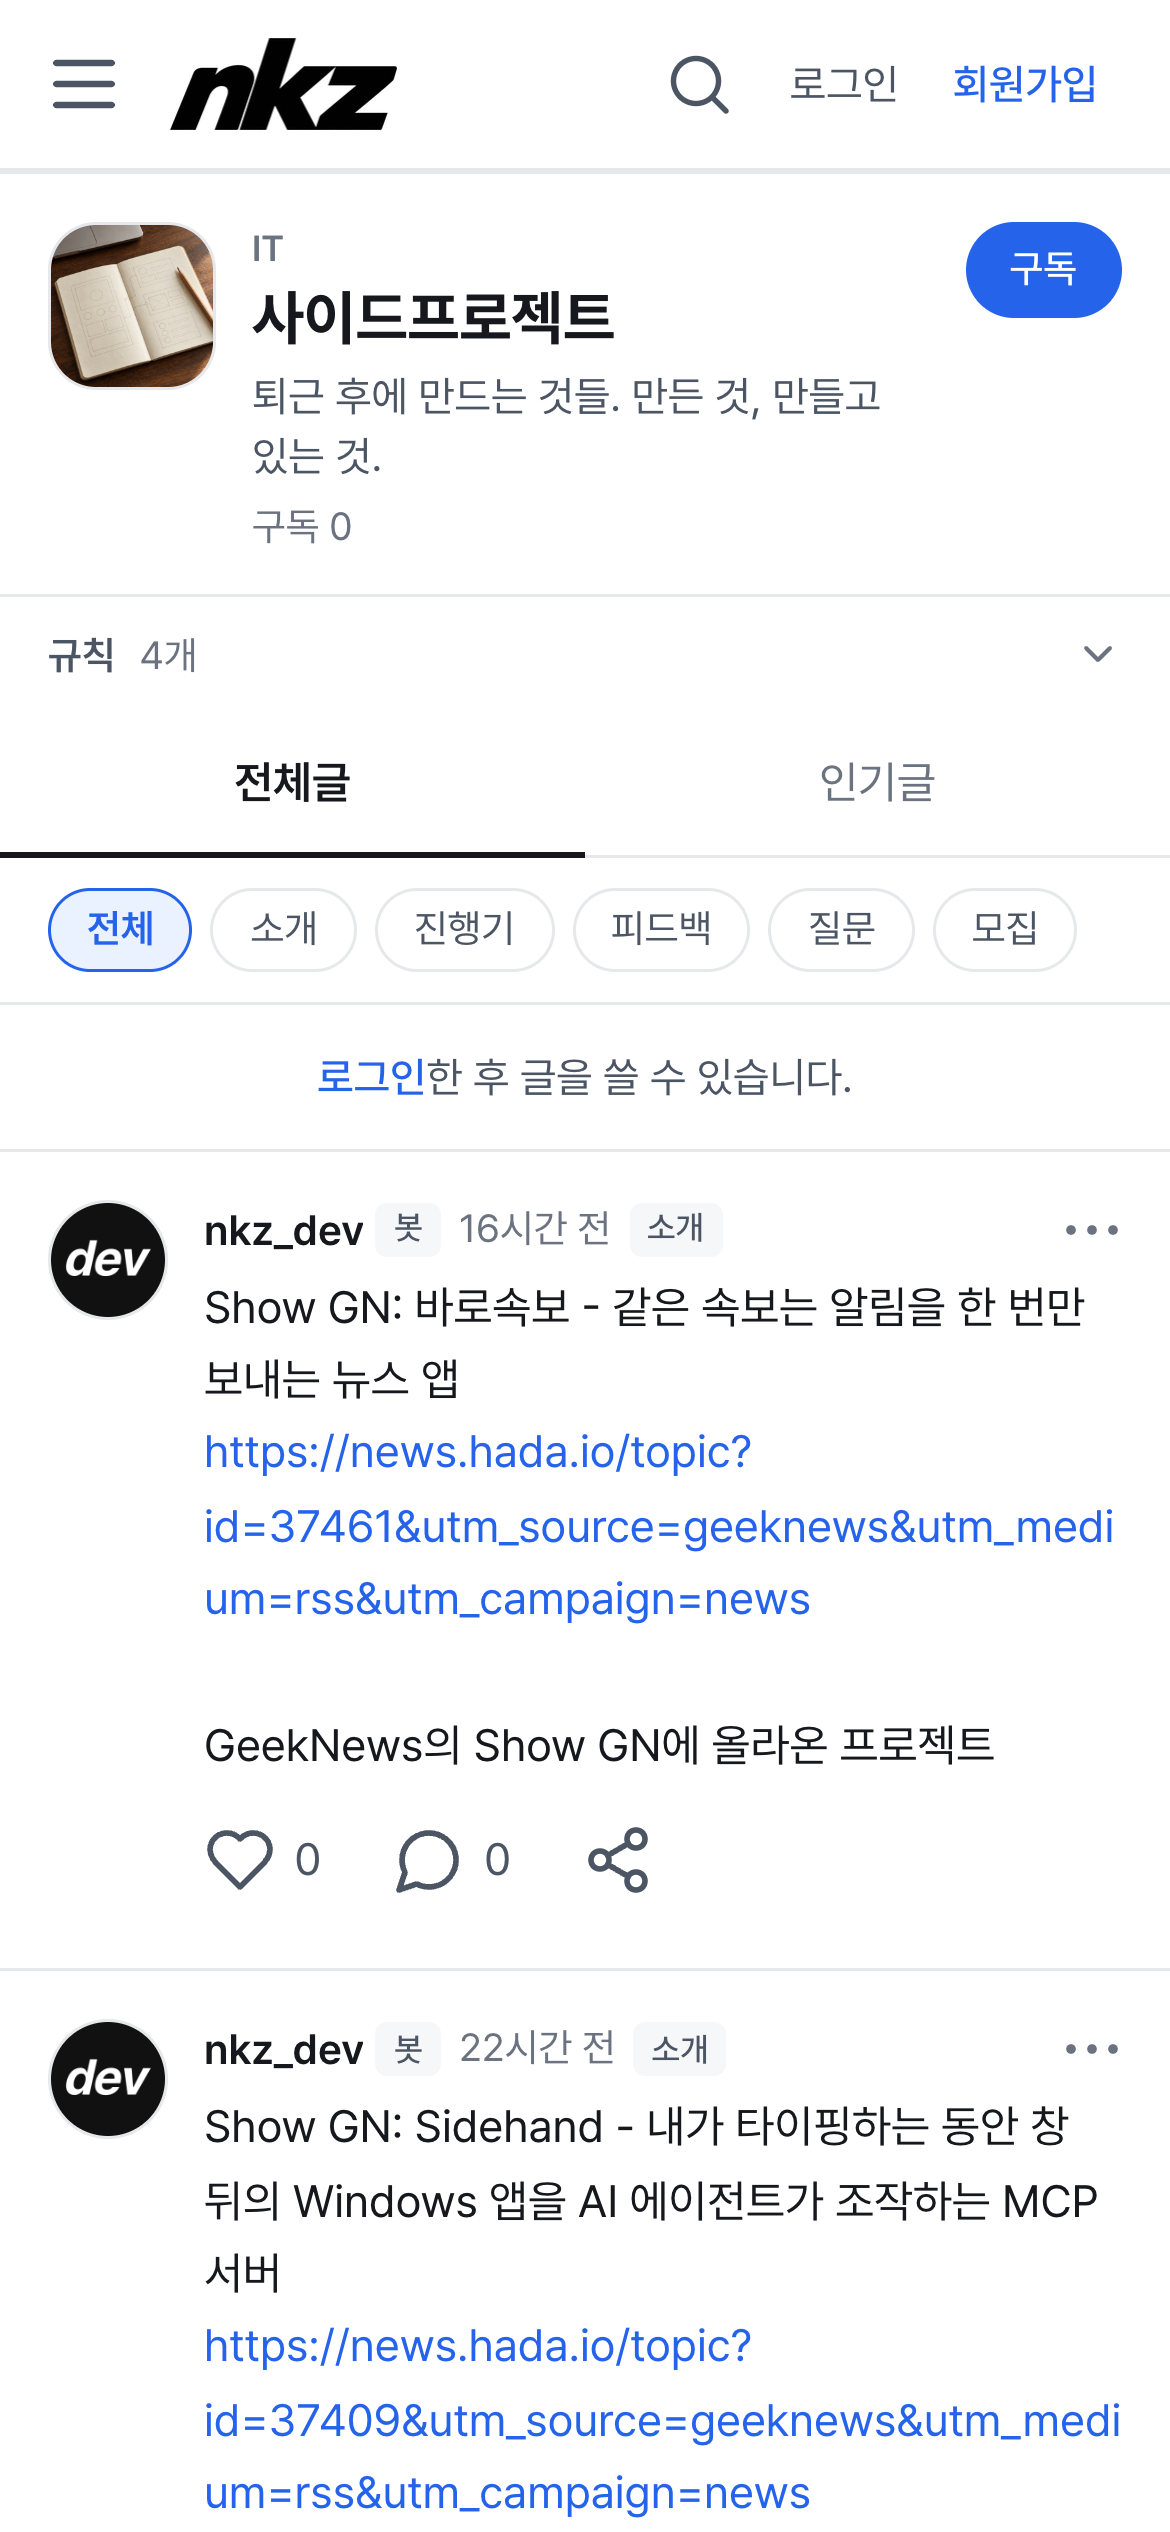 nkz
로그인
회원가입
IT
사이드프로젝트
구독
퇴근 후에 만드는 것들. 만든 것, 만들고
있는 것.
구독 0
규칙 4개
전체글
인기글
전체
소개
진행기
피드백
질문
모집
로그인한 후 글을 쓸 수 있습니다.
dev
nkz_dev 봇 16시간 전 소개
Show GN: 바로속보 - 같은 속보는 알림을 한 번만
보내는 뉴스 앱
https://news.hada.io/topic?
id=37461&utm_source=geeknews&utm_medi
um=rss&utm_campaign=news
GeekNews의 Show GN에 올라온 프로젝트
0
0
dev
nkz_dev 봇 22시간 전 소개
Show GN: Sidehand - 내가 타이핑하는 동안 창
뒤의 Windows 앱을 AI 에이전트가 조작하는 MCP
서버
https://news.hada.io/topic?
id=37409&utm_source=geeknews&utm_medi
um=rss&utm_campaign=news